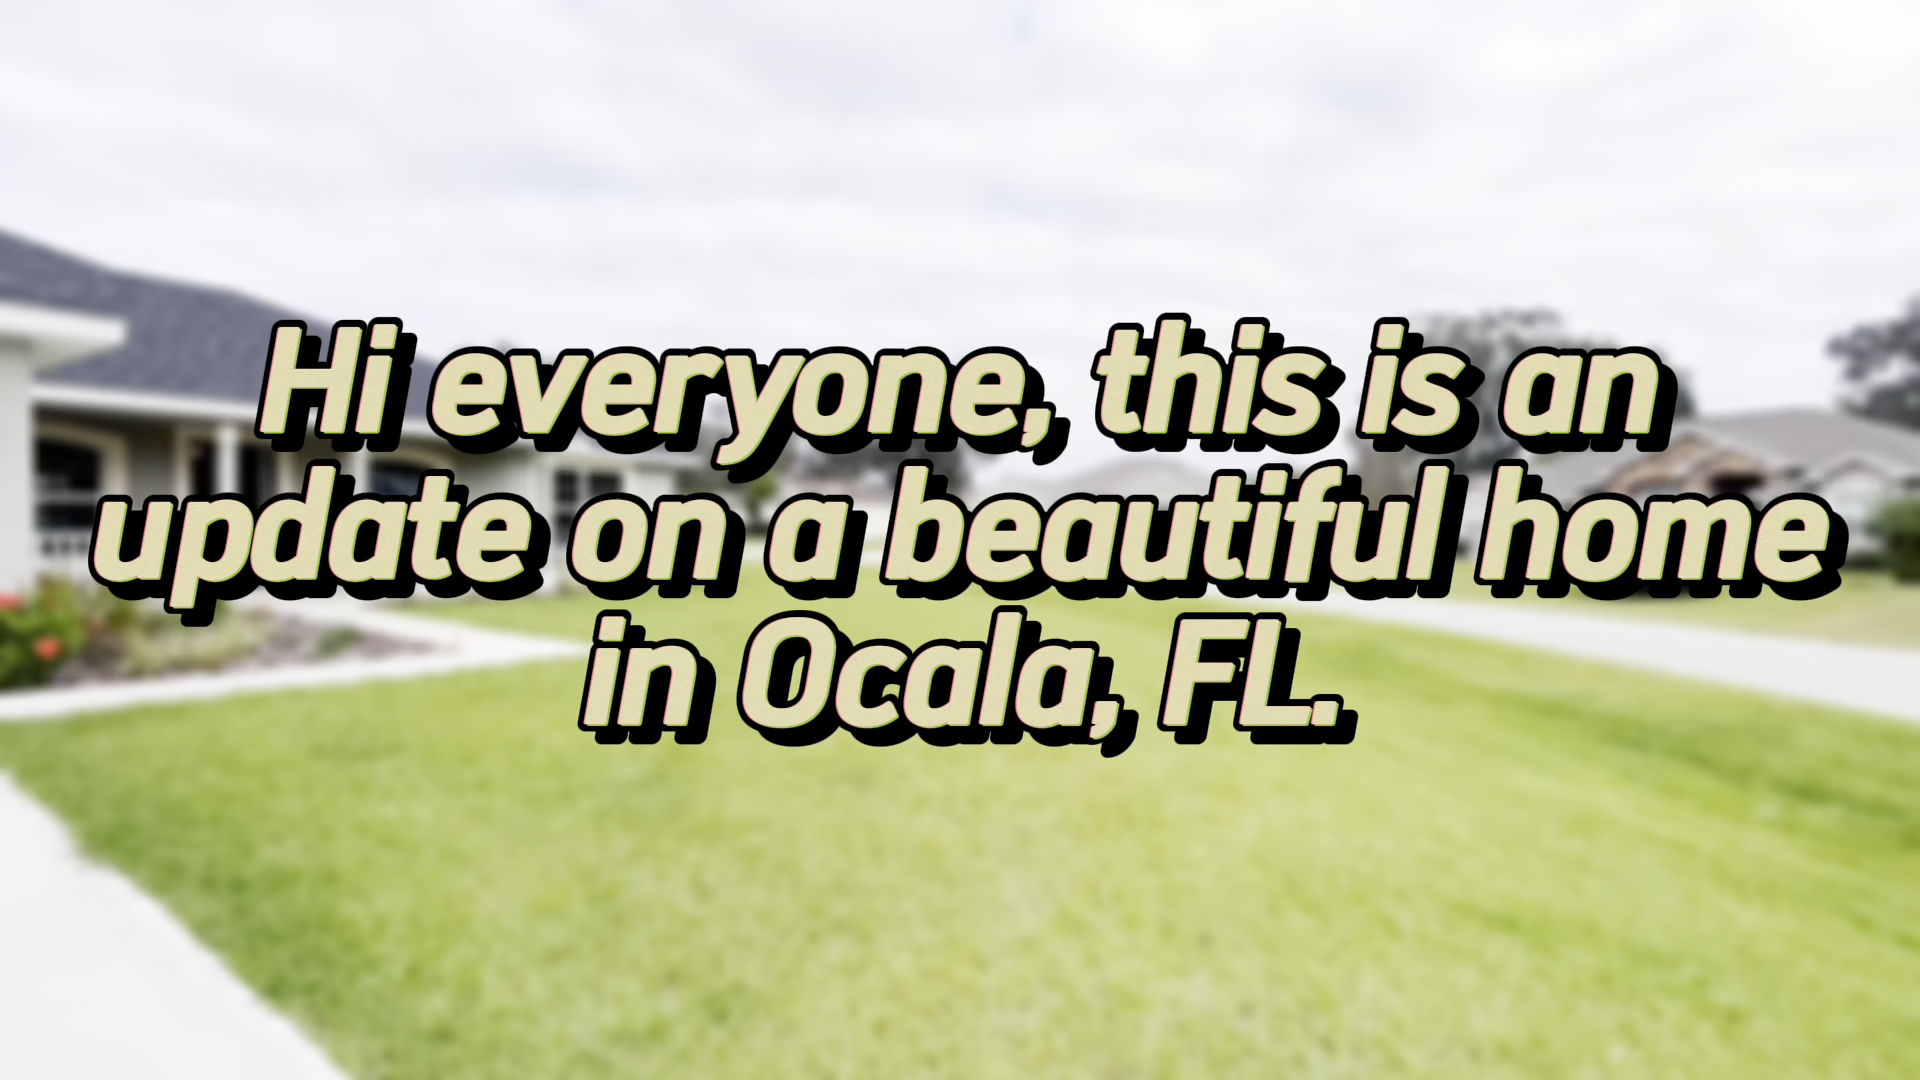 Hi everyone, this is an
update on a beautiful home
in Ocala, FL.